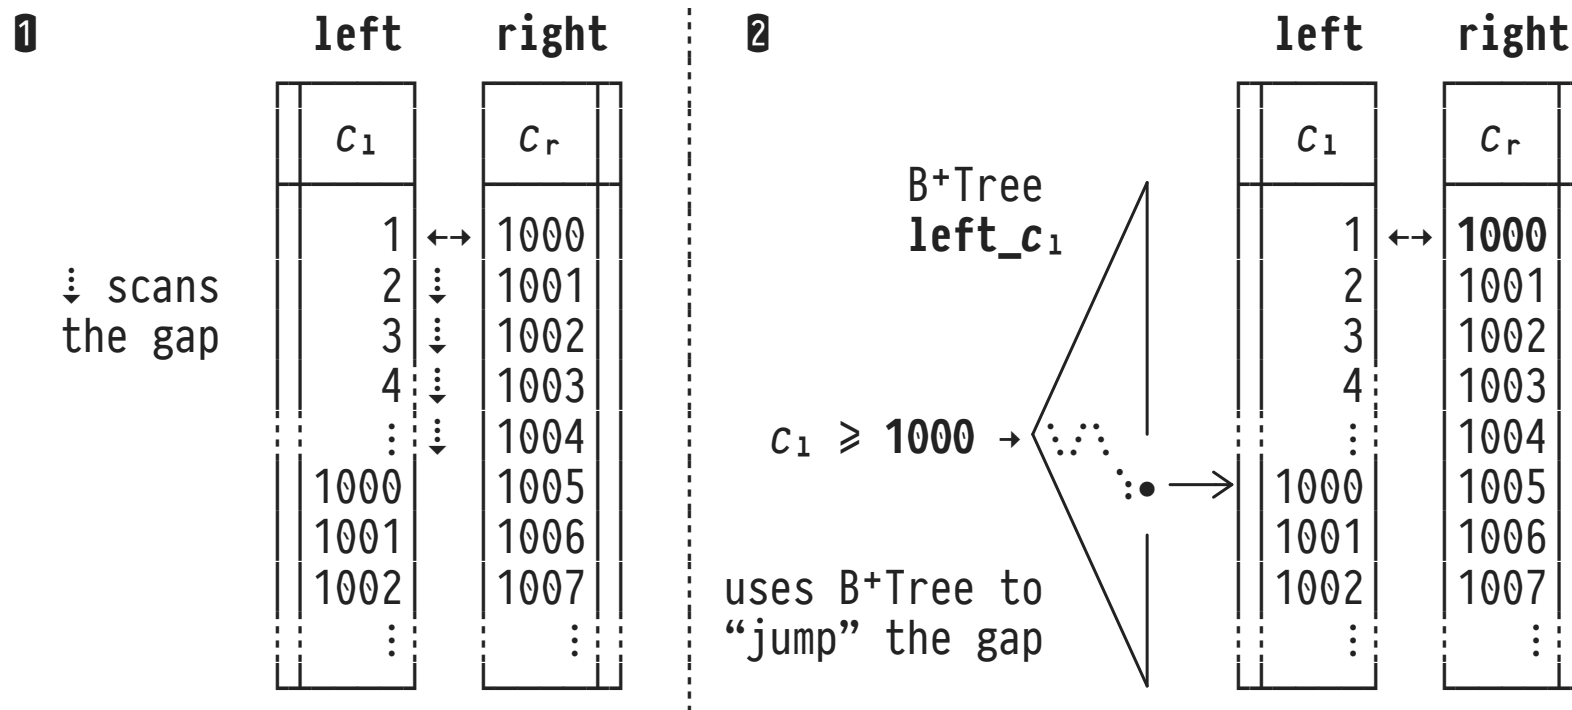 1 left right
c₁ cᵣ
1 ↔ 1000
⇣ scans 2 ⇣ 1001
the gap 3 ⇣ 1002
4 ⇣ 1003
⋮ ⇣ 1004
1000 1005
1001 1006
1002 1007
⋮ ⋮
2 left right
c₁ cᵣ
B⁺Tree
left_c₁ 1 ↔ 1000
2 1001
3 1002
4 1003
c₁ ⩾ 1000 → ⋮ 1004
1000 1005
1001 1006
uses B⁺Tree to 1002 1007
“jump” the gap ⋮ ⋮